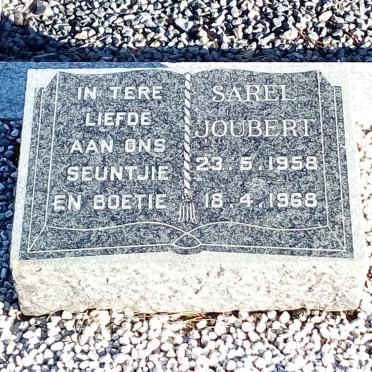 IN TERE
LIEFDE
AAN ONS
SEUNTJIE
EN BOETIE
SAREL
JOUBERT
23.5.1958
18.4.1968